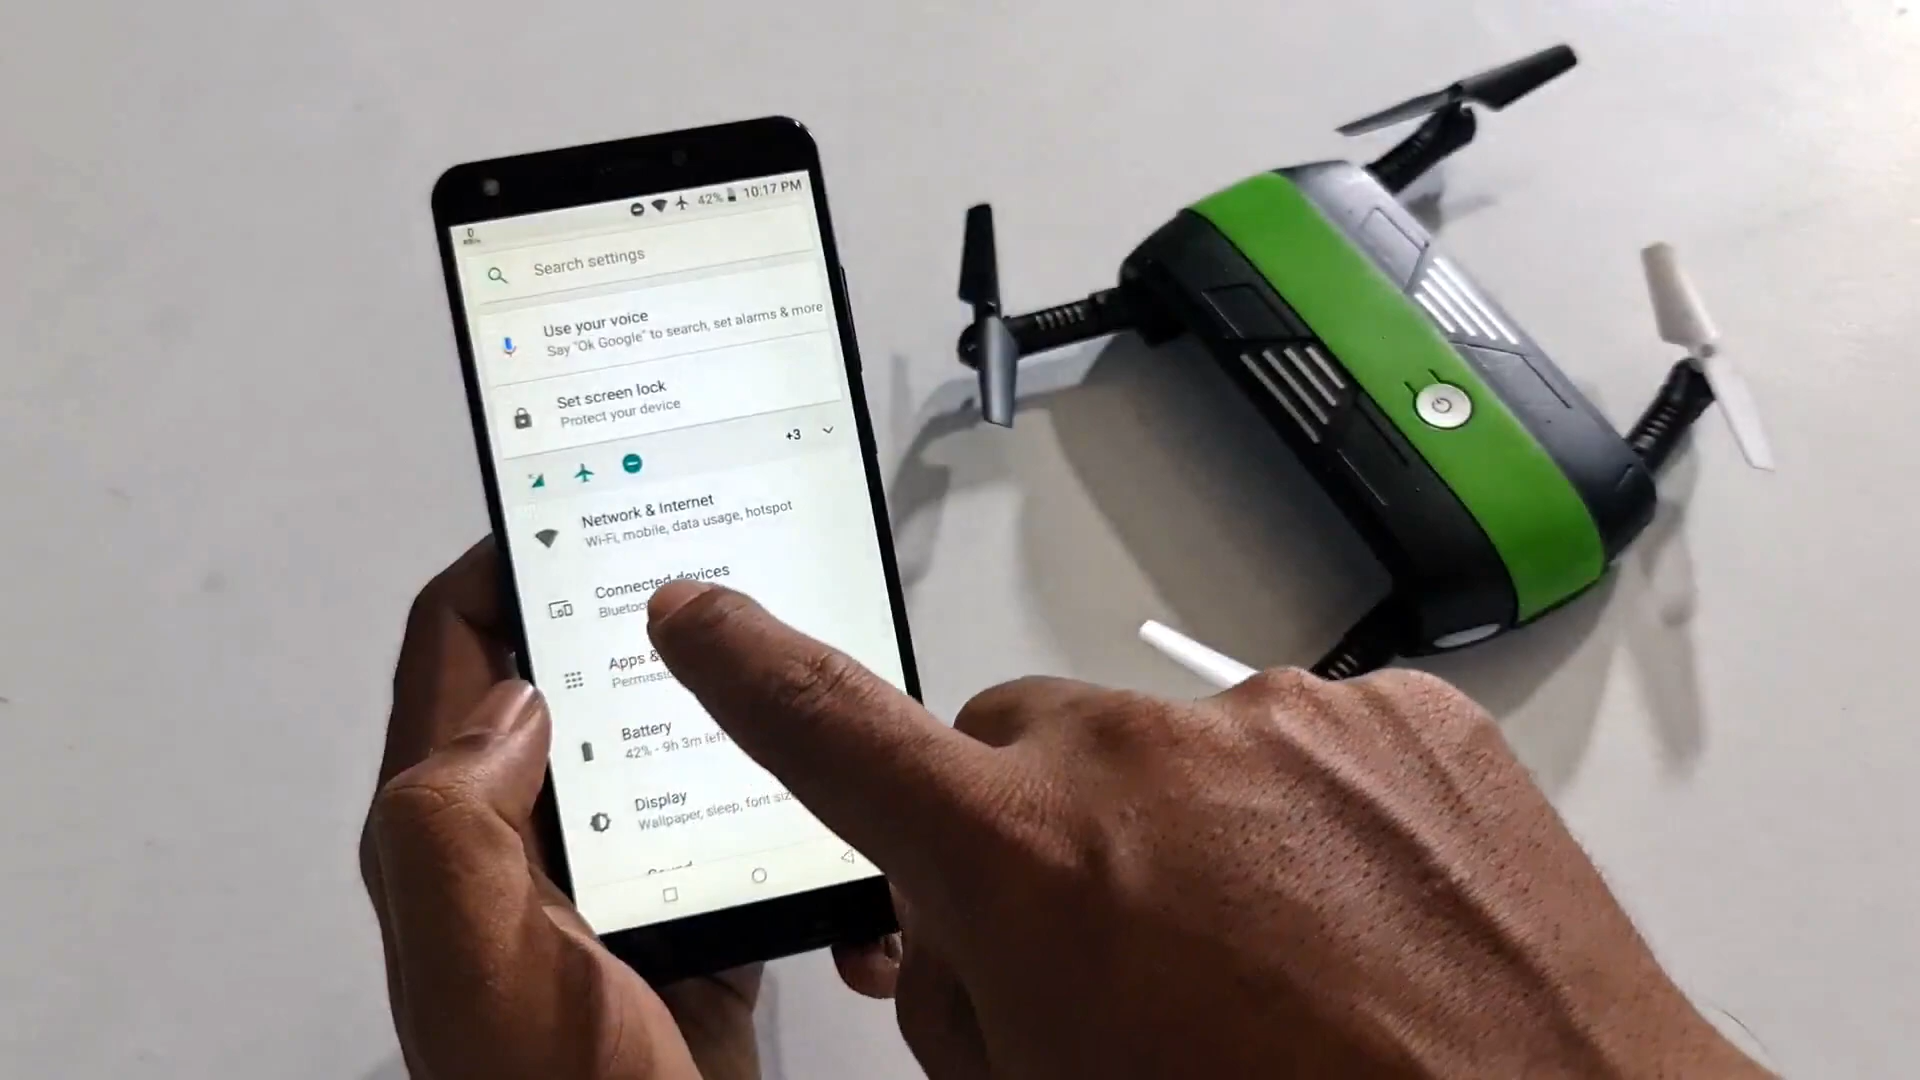 42% 10:17 PM
0
Search settings
Use your voice
Say "Ok Google" to search, set alarms & more
Set screen lock
Protect your device
+3
Network & Internet
Wi-Fi, mobile, data usage, hotspot
Connected devices
Apps &
Battery
42% - 9h 3m left
Display
Wallpaper, sleep, font